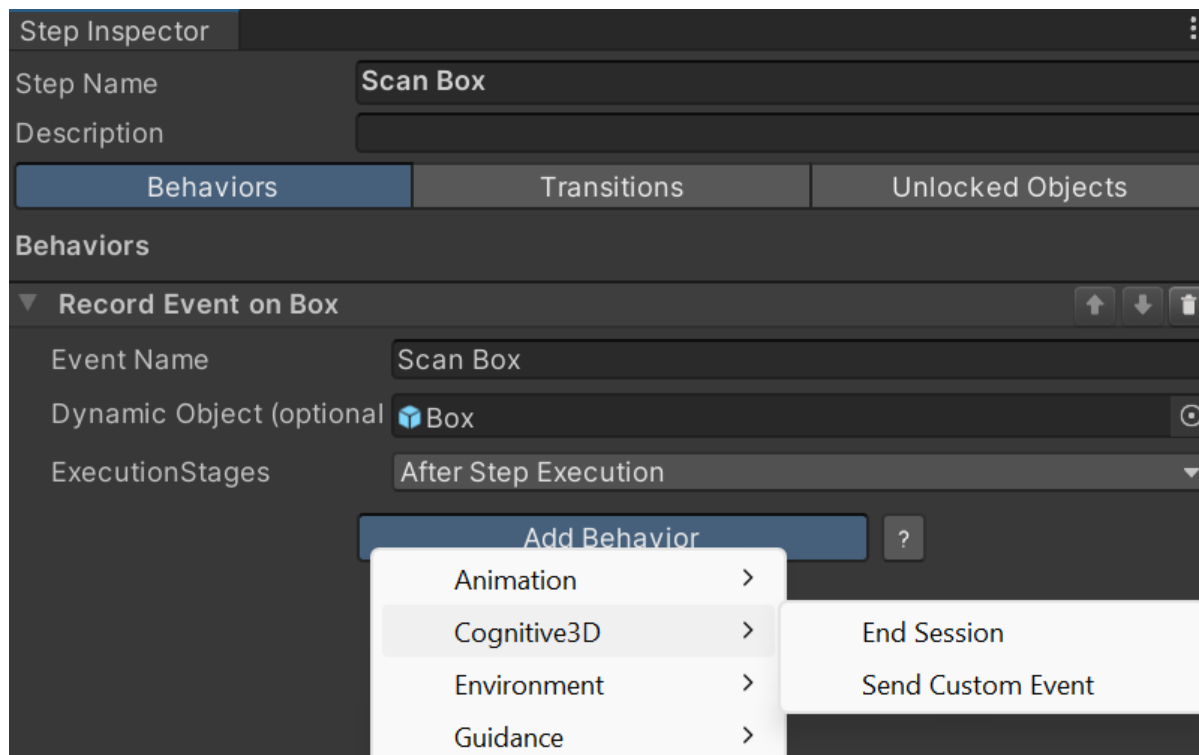 Step Inspector
Step Name Scan Box
Description
Behaviors Transitions Unlocked Objects
Behaviors
Record Event on Box
Event Name Scan Box
Dynamic Object (optional Box
ExecutionStages After Step Execution
Add Behavior ?
Animation
Cognitive3D End Session
Environment Send Custom Event
Guidance